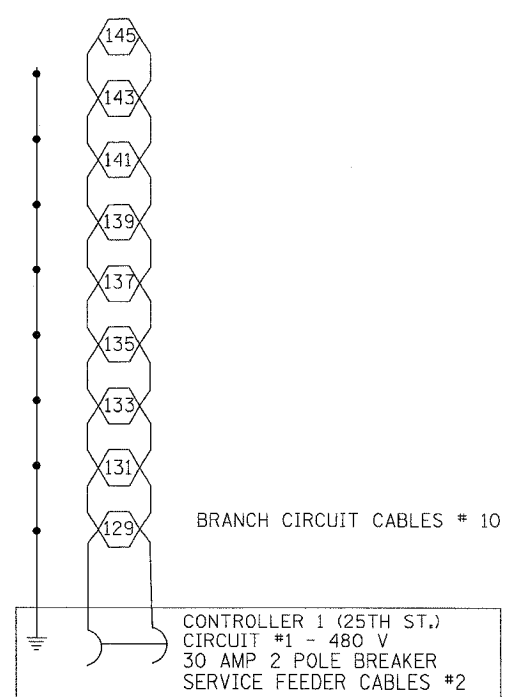 145
143
141
139
137
135
133
131
129
BRANCH CIRCUIT CABLES # 10
CONTROLLER 1 (25TH ST.)
CIRCUIT #1 - 480 V
30 AMP 2 POLE BREAKER
SERVICE FEEDER CABLES #2